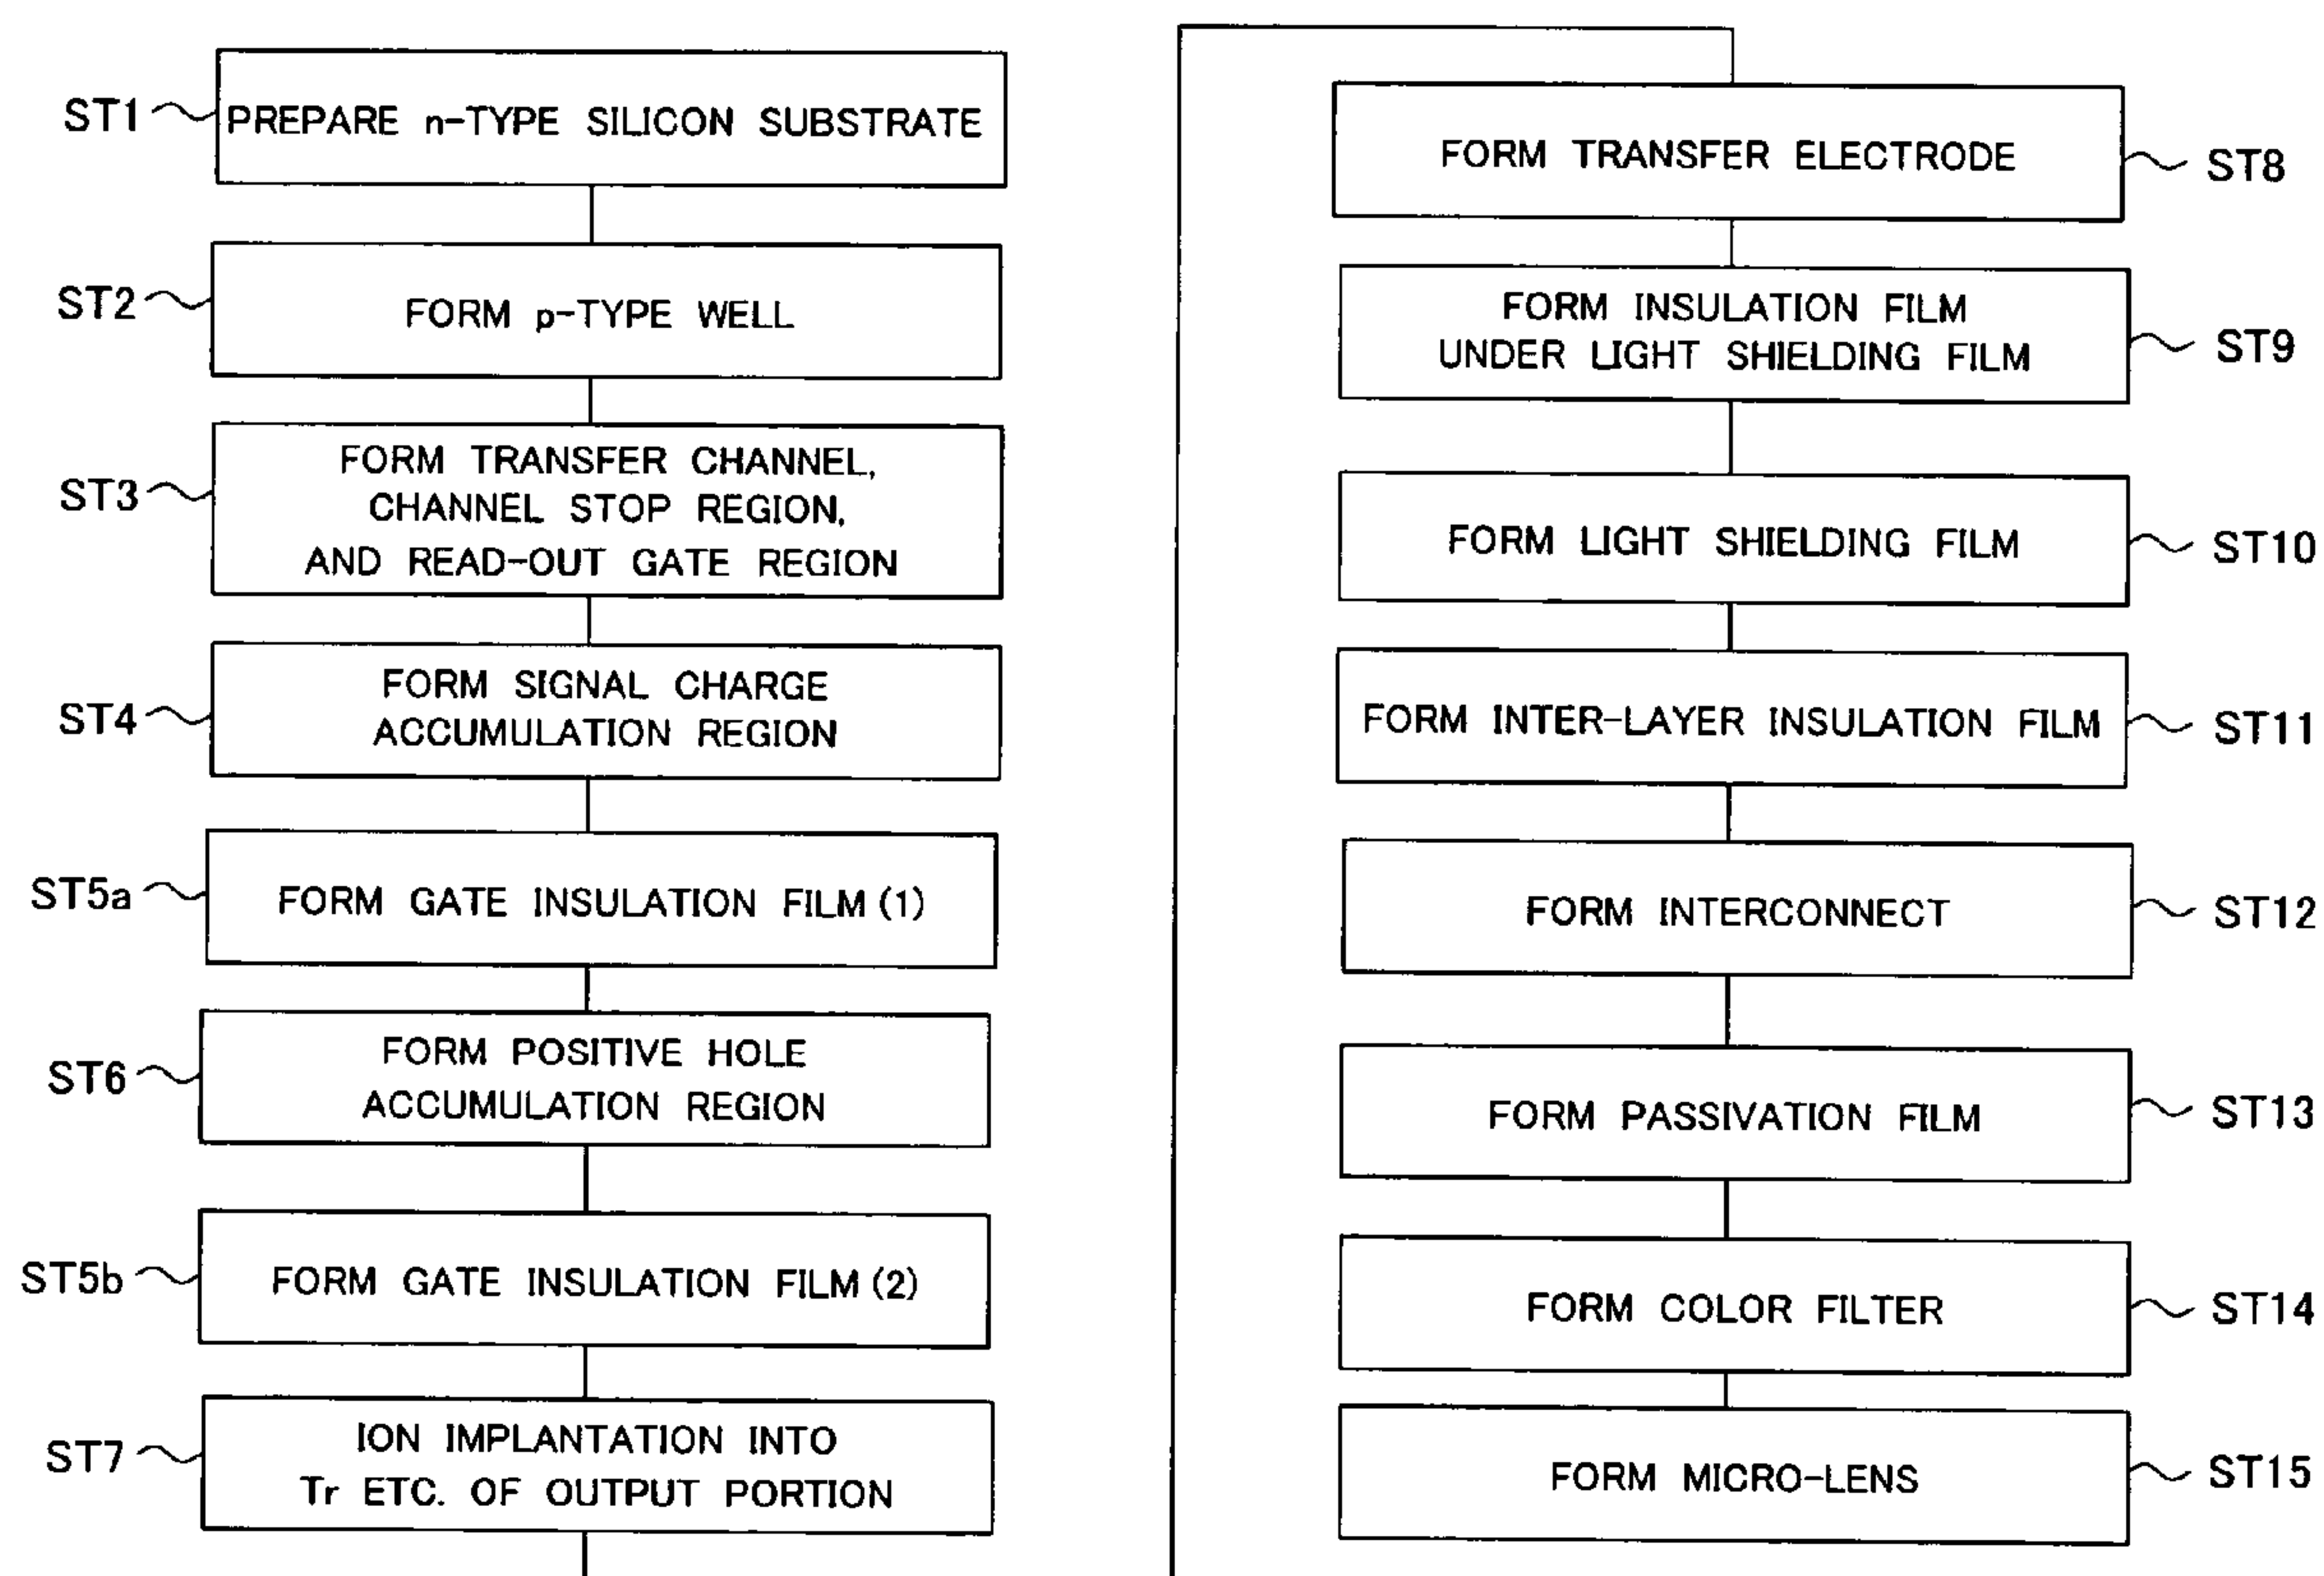 ST1
PREPARE n-TYPE SILICON SUBSTRATE
ST2
FORM p-TYPE WELL
ST3
FORM TRANSFER CHANNEL,
CHANNEL STOP REGION,
AND READ-OUT GATE REGION
ST4
FORM SIGNAL CHARGE
ACCUMULATION REGION
ST5a
FORM GATE INSULATION FILM (1)
ST6
FORM POSITIVE HOLE
ACCUMULATION REGION
ST5b
FORM GATE INSULATION FILM (2)
ST7
ION IMPLANTATION INTO
Tr ETC. OF OUTPUT PORTION
FORM TRANSFER ELECTRODE
ST8
FORM INSULATION FILM
UNDER LIGHT SHIELDING FILM
ST9
FORM LIGHT SHIELDING FILM
ST10
FORM INTER-LAYER INSULATION FILM
ST11
FORM INTERCONNECT
ST12
FORM PASSIVATION FILM
ST13
FORM COLOR FILTER
ST14
FORM MICRO-LENS
ST15